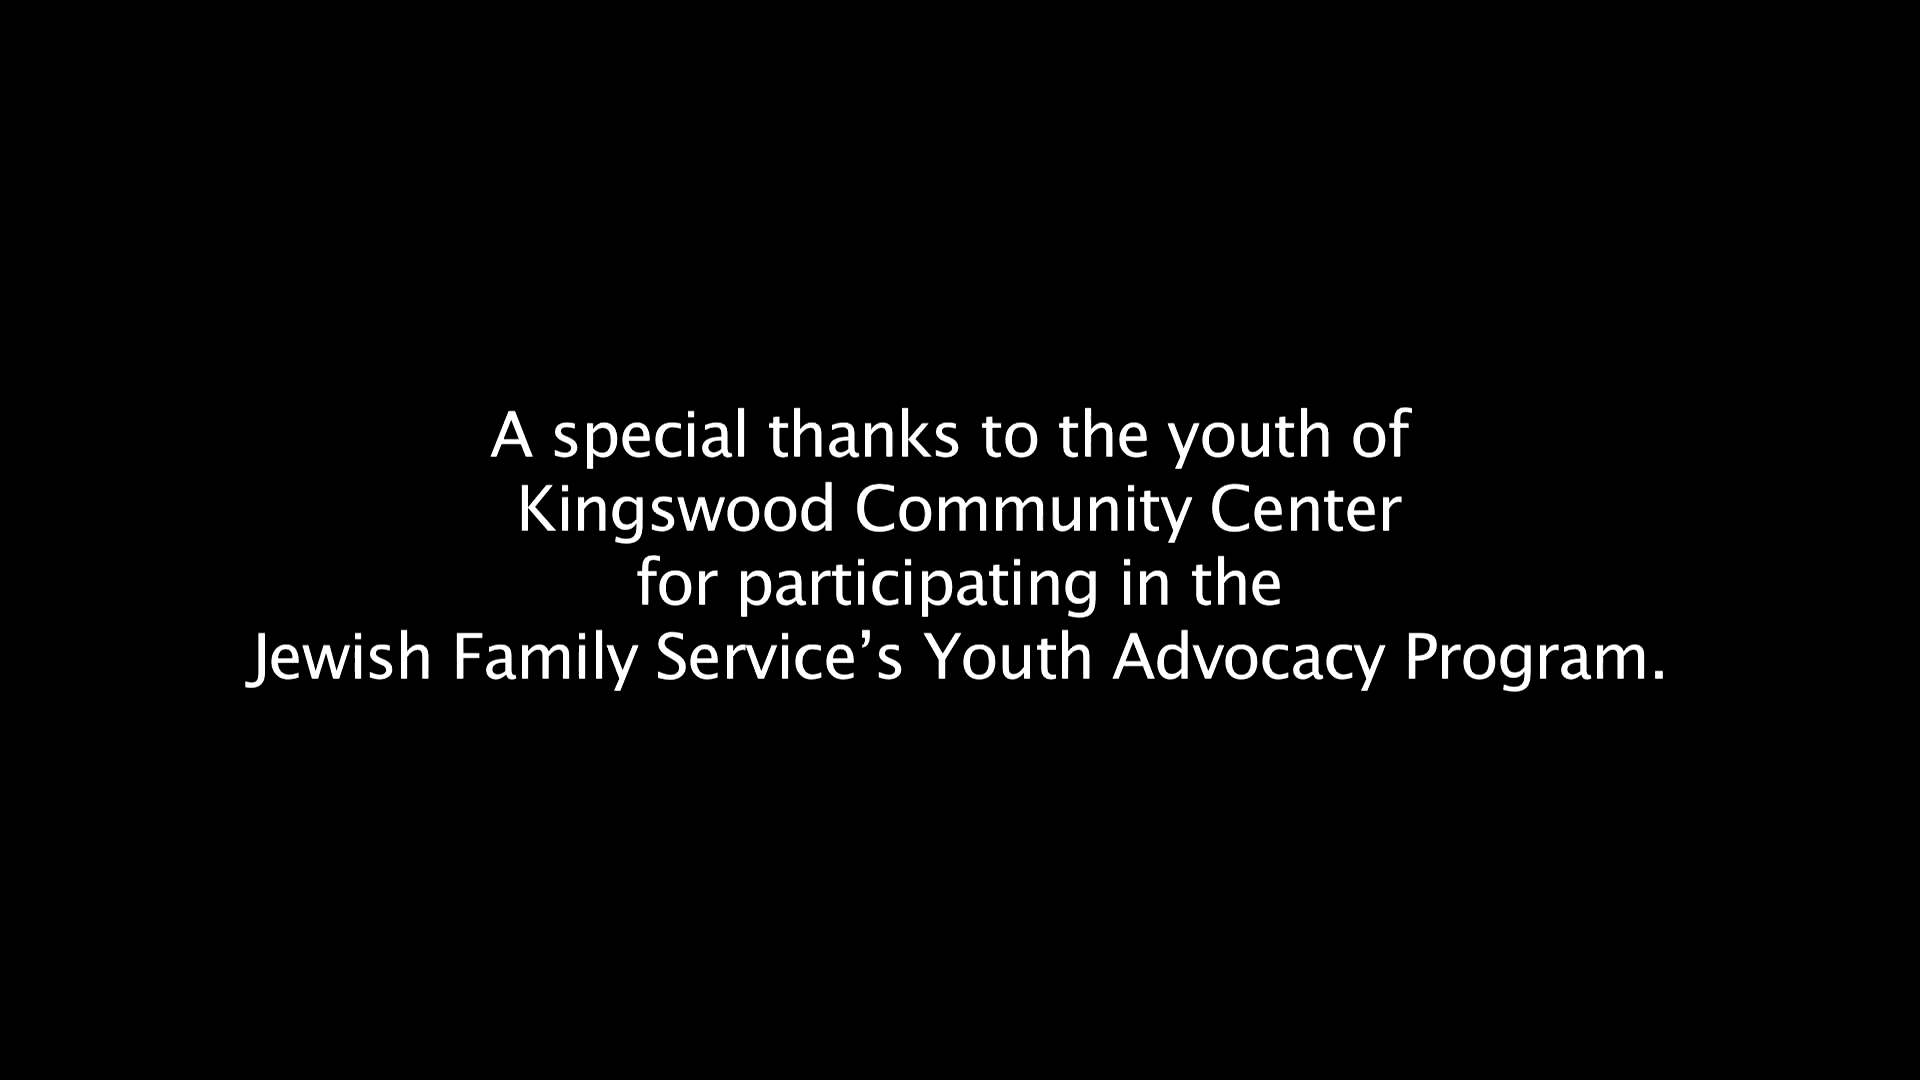 A special thanks to the youth of
Kingswood Community Center
for participating in the
Jewish Family Service’s Youth Advocacy Program.